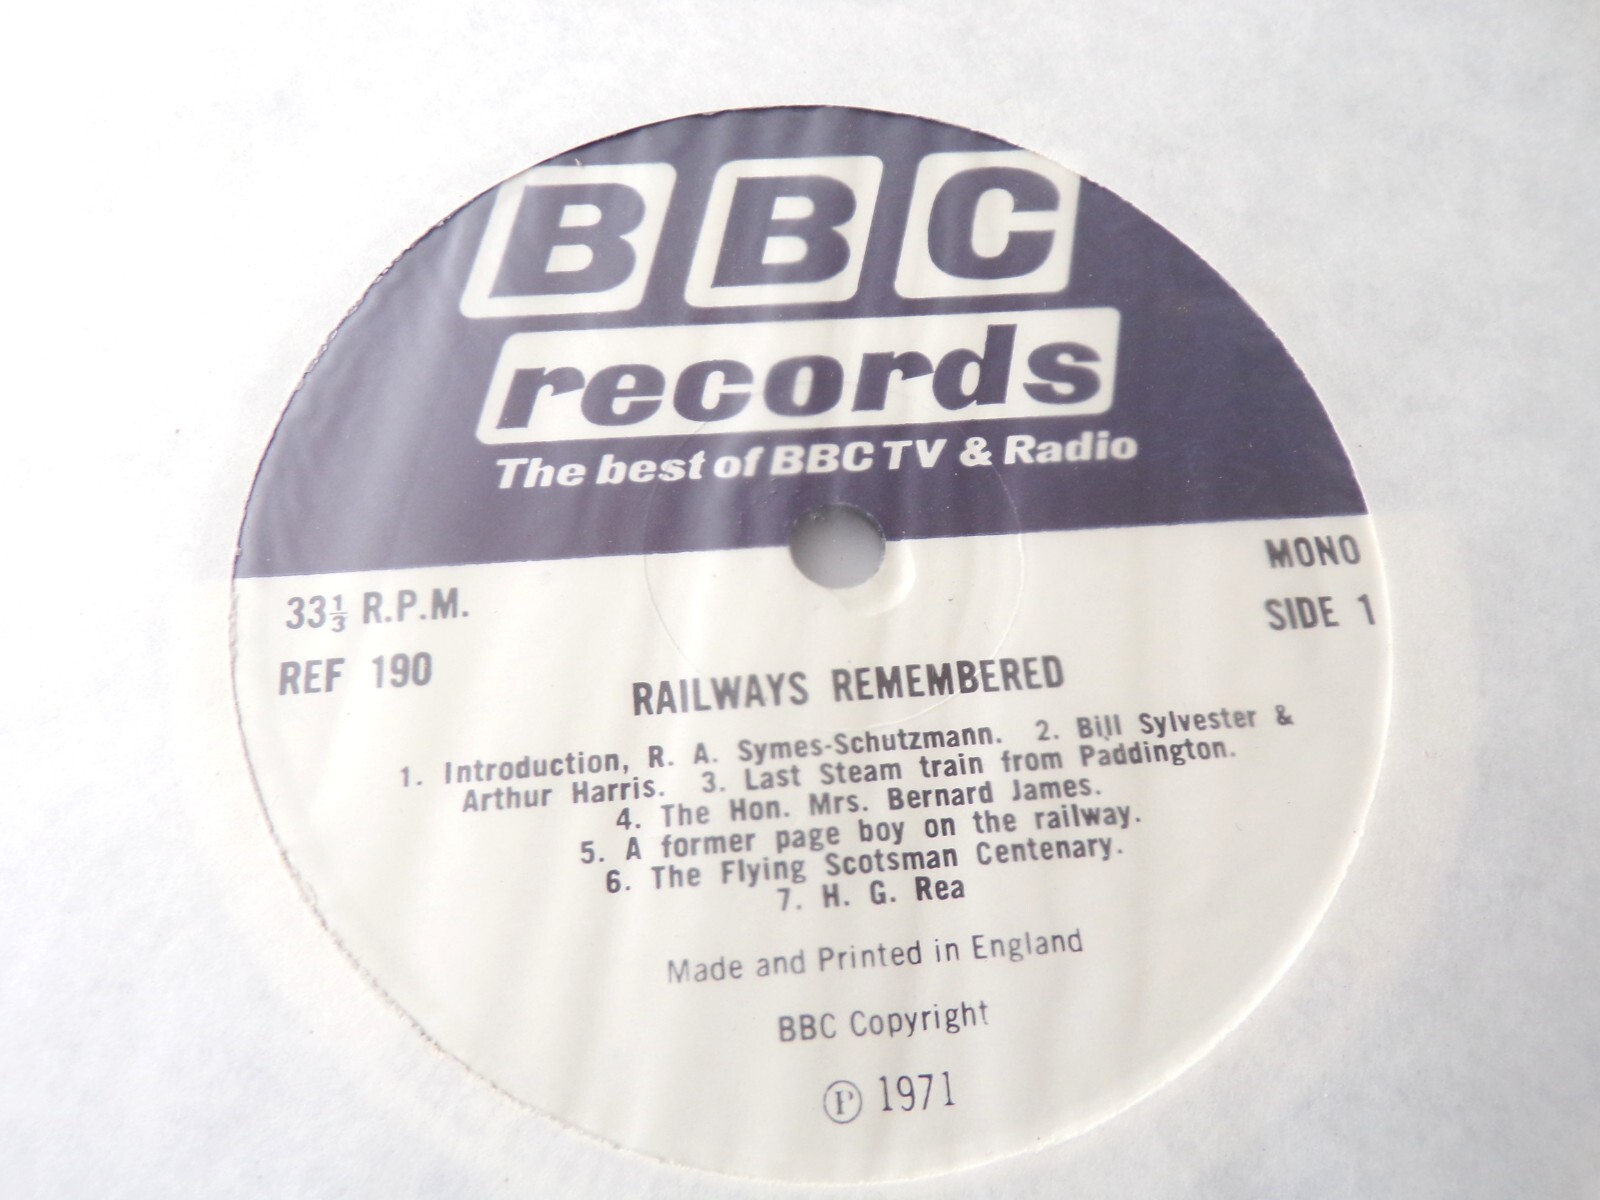 BBC
records
The best of BBC TV & Radio
33⅓ R.P.M.
MONO
REF 190
SIDE 1
RAILWAYS REMEMBERED
1. Introduction, R. A. Symes-Schutzmann. 2. Bill Sylvester &
Arthur Harris. 3. Last Steam train from Paddington.
4. The Hon. Mrs. Bernard James.
5. A former page boy on the railway.
6. The Flying Scotsman Centenary.
7. H. G. Rea
Made and Printed in England
BBC Copyright
Ⓟ 1971